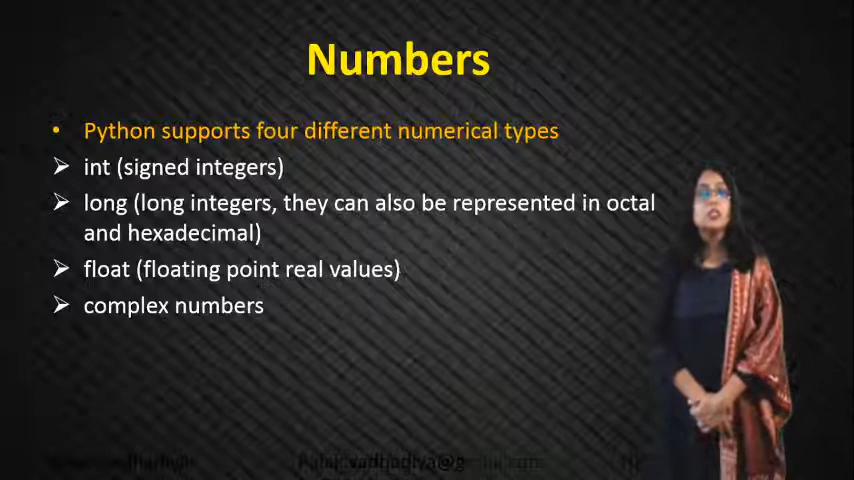 Numbers
• Python supports four different numerical types
➢ int (signed integers)
➢ long (long integers, they can also be represented in octal
and hexadecimal)
➢ float (floating point real values)
➢ complex numbers